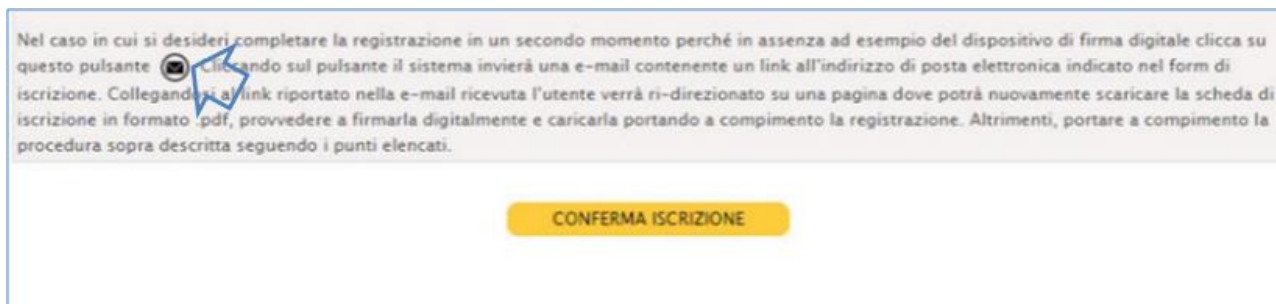 Nel caso in cui si desideri completare la registrazione in un secondo momento perché in assenza ad esempio del dispositivo di firma digitale clicca su
questo pulsante Cliccando sul pulsante il sistema invierà una e-mail contenente un link all'indirizzo di posta elettronica indicato nel form di
iscrizione. Collegandosi al link riportato nella e-mail ricevuta l'utente verrà ri-direzionato su una pagina dove potrà nuovamente scaricare la scheda di
iscrizione in formato .pdf, provvedere a firmarla digitalmente e caricarla portando a compimento la registrazione. Altrimenti, portare a compimento la
procedura sopra descritta seguendo i punti elencati.
CONFERMA ISCRIZIONE